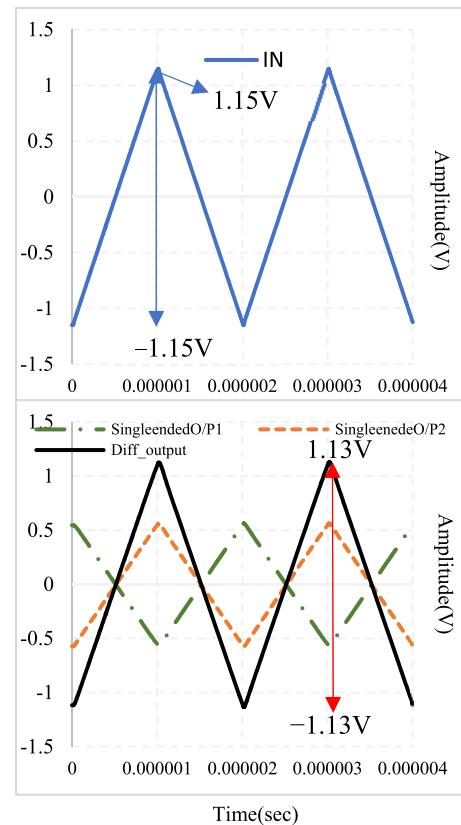 1.5
IN
1
1.15V
0.5
Amplitude(V)
0
-0.5
-1
−1.15V
-1.5
0 0.000001 0.000002 0.000003 0.000004
1.5
SingleendedO/P1 SingleenedeO/P2
Diff_output 1.13V
1
0.5
Amplitude(V)
0
-0.5
-1
−1.13V
-1.5
0 0.000001 0.000002 0.000003 0.000004
Time(sec)